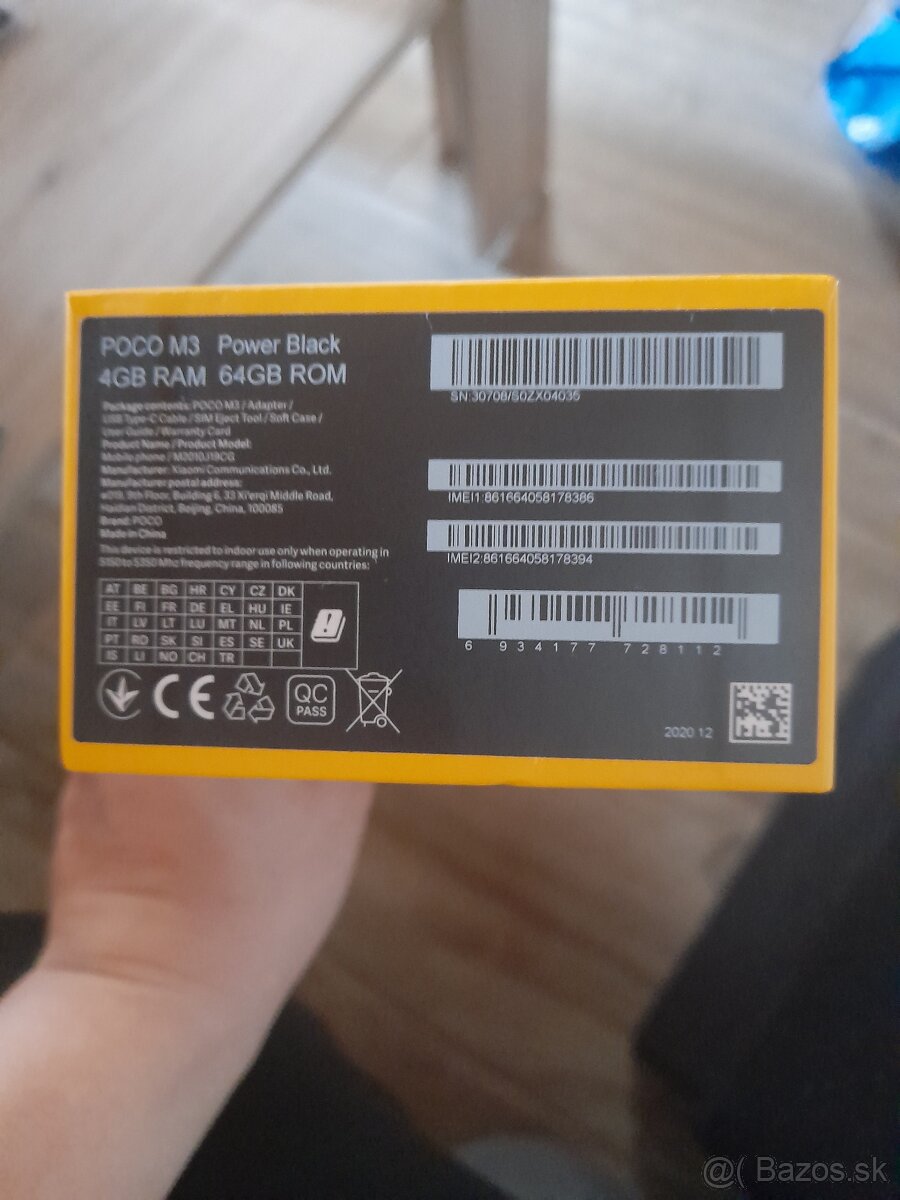 POCO M3 Power Black
4GB RAM 64GB ROM
Package contents: POCO M3 / Adapter /
USB Type-C Cable / SIM Eject Tool / Soft Case /
User Guide / Warranty Card
Product Name / Product Model:
Mobile phone / M2010J19CG
Manufacturer: Xiaomi Communications Co., Ltd.
Manufacturer postal address:
#019, 9th Floor, Building 6, 33 Xi'erqi Middle Road,
Haidian District, Beijing, China, 100085
Brand: POCO
Made in China
This device is restricted to indoor use only when operating in
5150 to 5350 Mhz frequency range in following countries:
AT BE BG HR CY CZ DK
EE FI FR DE EL HU IE
IT LV LT LU MT NL PL
PT RO SK SI ES SE UK
IS LI NO CH TR
CE
QC
PASS
SN:30708/S0ZX04035
IMEI1:861664058178386
IMEI2:861664058178394
6 934177 728112
2020.12
@( Bazos.sk